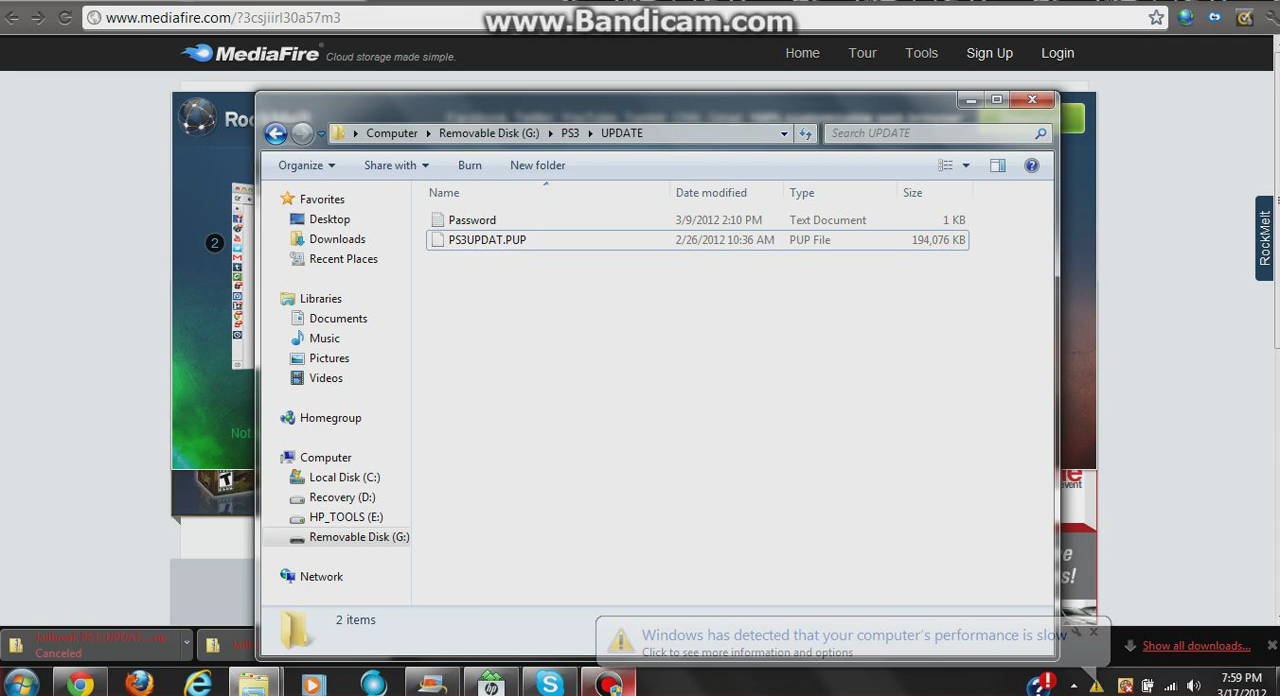 www.mediafire.com/?3csjiirl30a57m3
www.Bandicam.com
MediaFire Cloud storage made simple.
Home Tour Tools Sign Up Login
Computer Removable Disk (G:) PS3 UPDATE
Search UPDATE
Organize Share with Burn New folder
Name Date modified Type Size
Password 3/9/2012 2:10 PM Text Document 1 KB
PS3UPDAT.PUP 2/26/2012 10:36 AM PUP File 194,076 KB
Favorites
Desktop
Downloads
Recent Places
Libraries
Documents
Music
Pictures
Videos
Homegroup
Computer
Local Disk (C:)
Recovery (D:)
HP_TOOLS (E:)
Removable Disk (G:)
Network
2 items
2
Not
RockMelt
Windows has detected that your computer's performance is slow
Click to see more information and options
Canceled
Show all downloads...
7:59 PM
3/17/2012